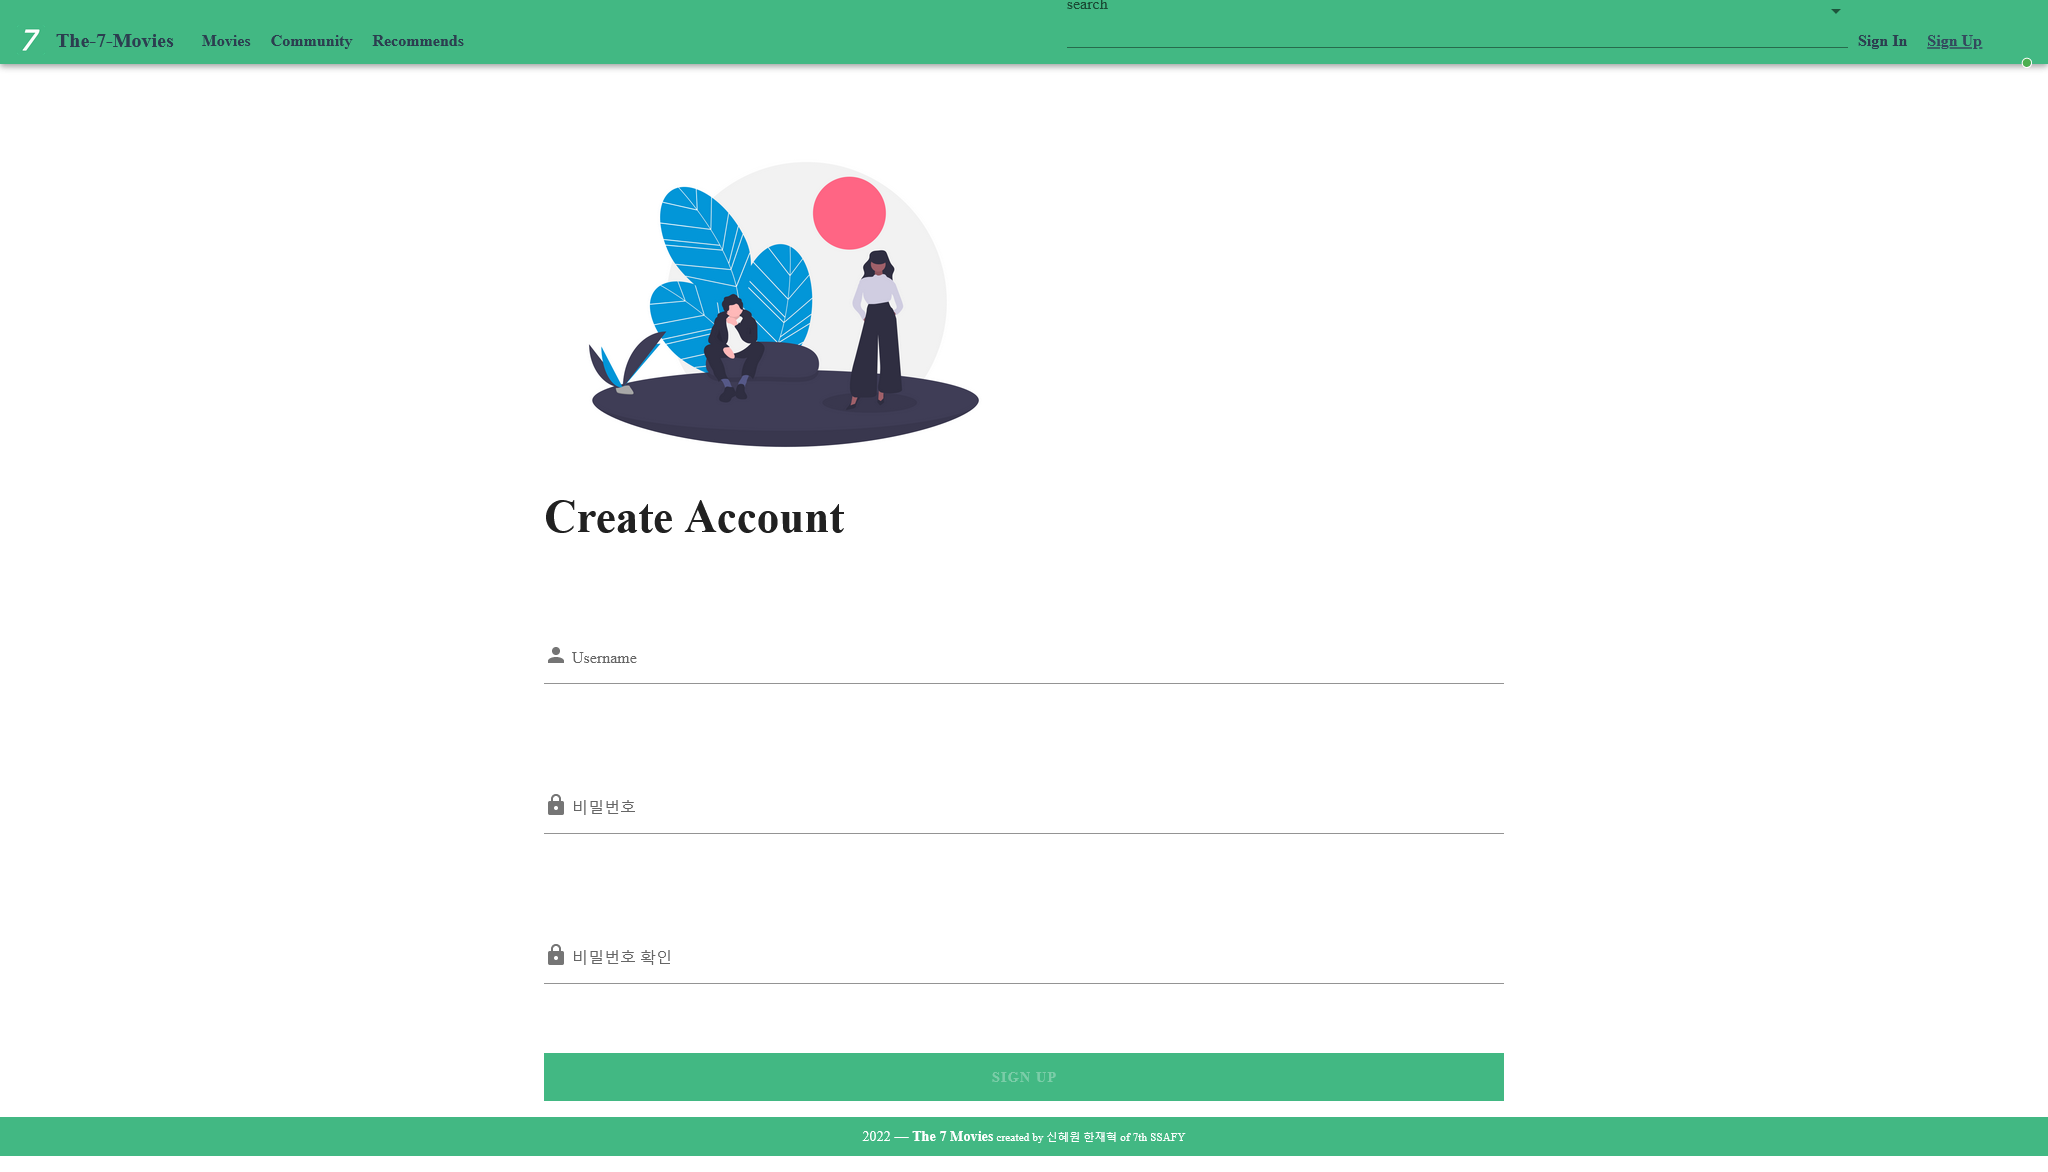 search
7 The-7-Movies Movies Community Recommends Sign In Sign Up
Create Account
Username
비밀번호
비밀번호 확인
SIGN UP
2022 — The 7 Movies created by 신혜원 한재혁 of 7th SSAFY